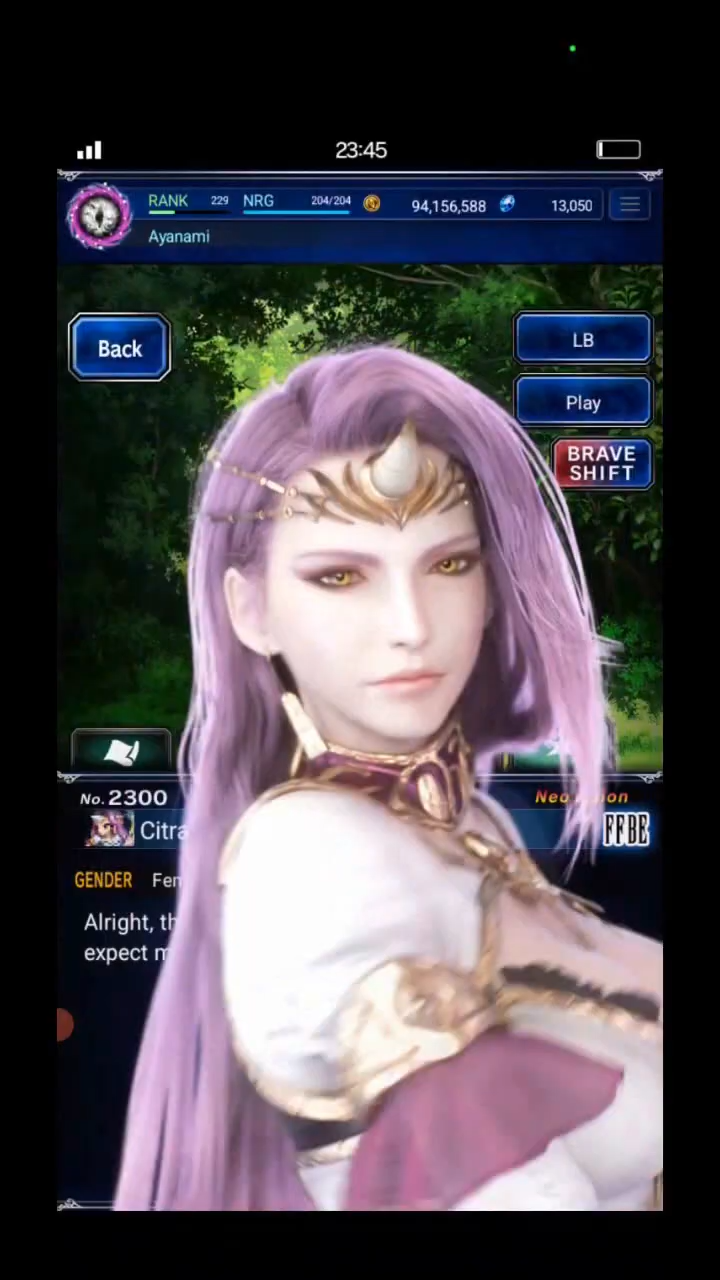 23:45
RANK 229 NRG 204/204 94,156,588 13,050
Ayanami
Back
LB
Play
BRAVE
SHIFT
No. 2300
Neo
Citra
FFBE
GENDER Fem
Alright, th
expect m